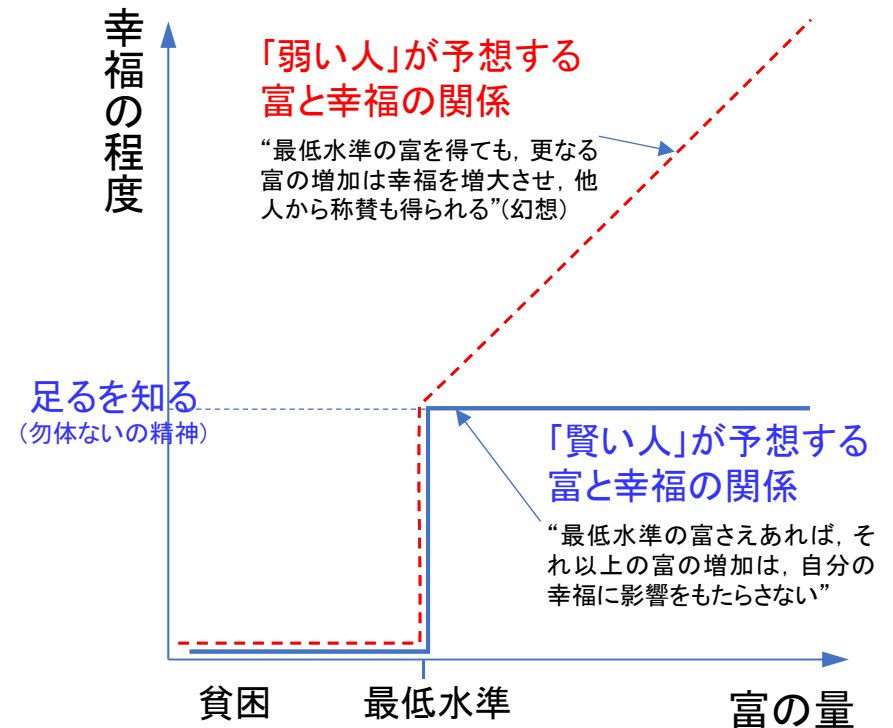 幸福の程度
「弱い人」が予想する
富と幸福の関係
“最低水準の富を得ても, 更なる
富の増加は幸福を増大させ, 他
人から称賛も得られる”(幻想)
足るを知る
(勿体ないの精神)
「賢い人」が予想する
富と幸福の関係
“最低水準の富さえあれば, そ
れ以上の富の増加は, 自分の
幸福に影響をもたらさない”
貧困
最低水準
富の量